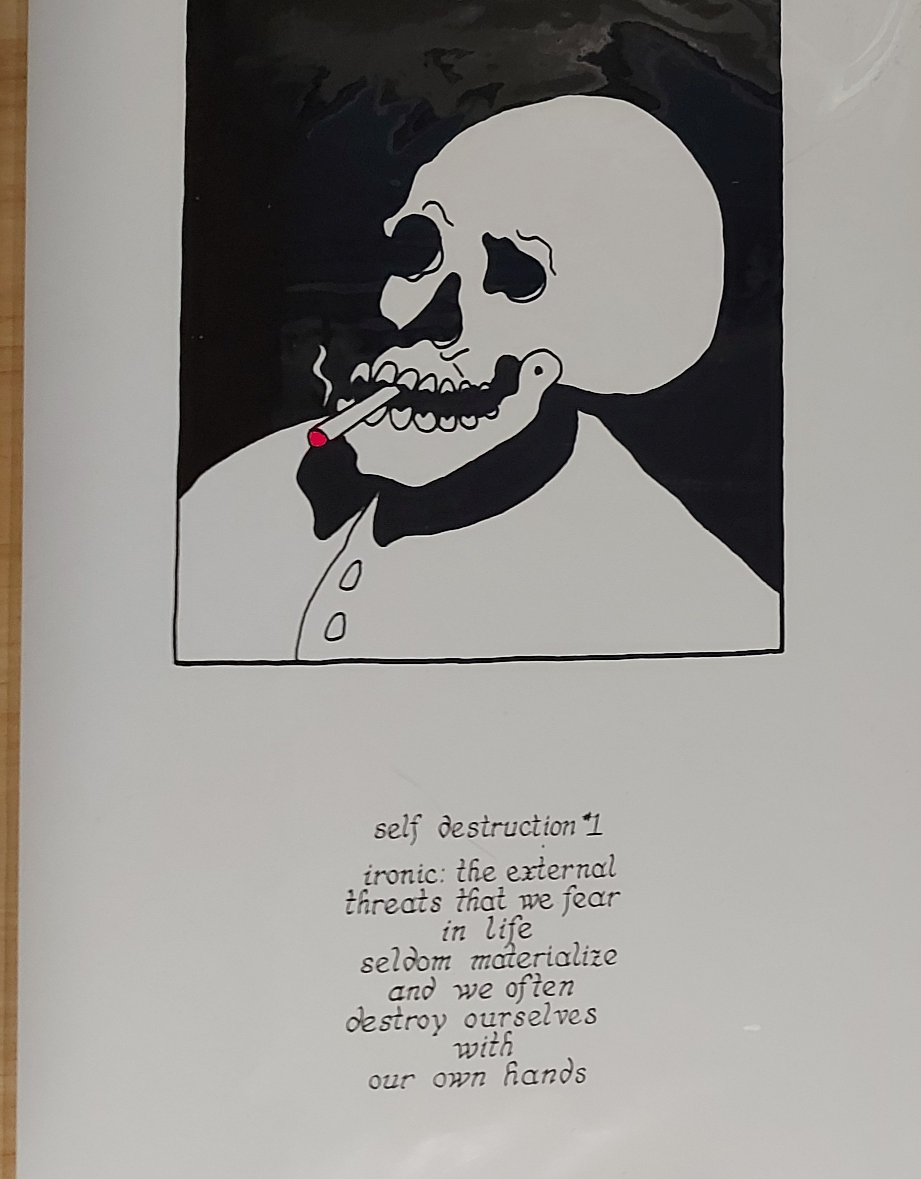 self destruction #1
ironic: the external
threats that we fear
in life
seldom materialize
and we often
destroy ourselves
with
our own hands